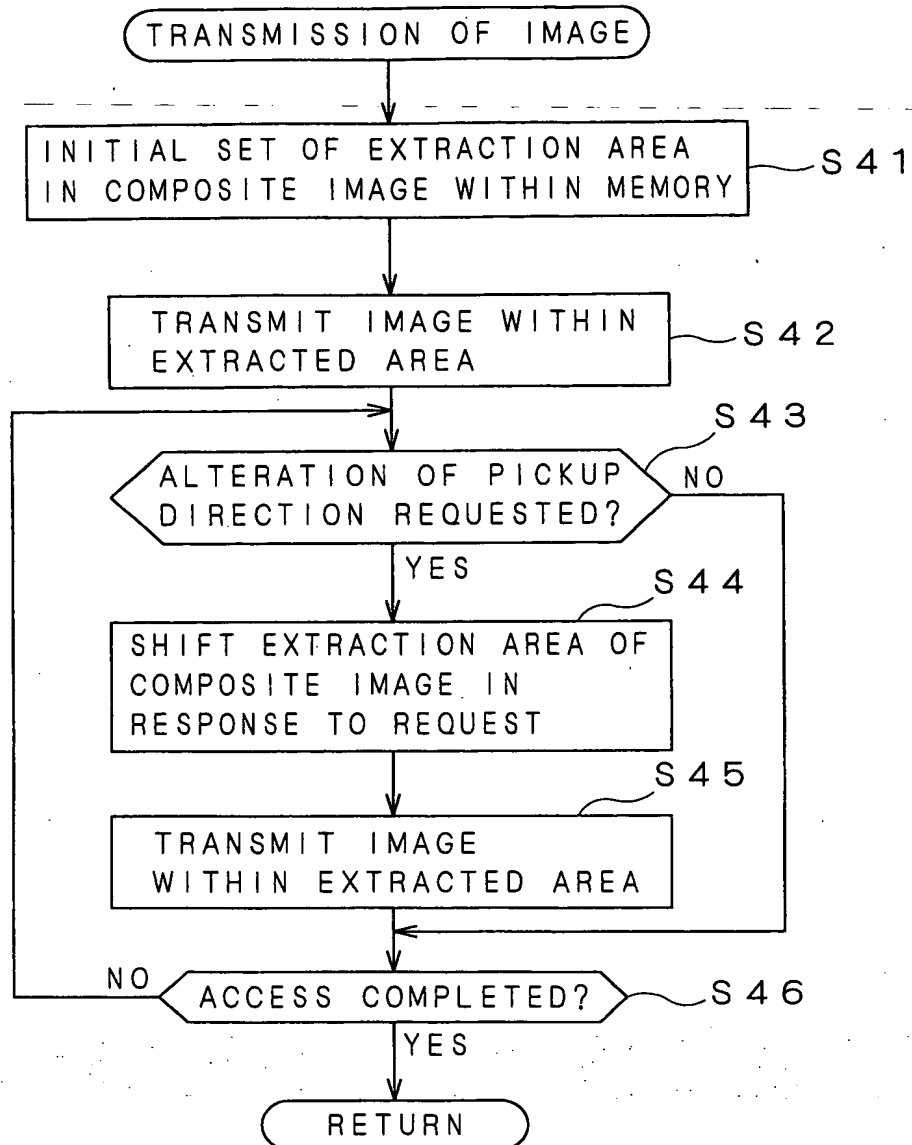 TRANSMISSION OF IMAGE
INITIAL SET OF EXTRACTION AREA
IN COMPOSITE IMAGE WITHIN MEMORY
S41
TRANSMIT IMAGE WITHIN
EXTRACTED AREA
S42
S43
ALTERATION OF PICKUP
DIRECTION REQUESTED?
NO
YES
S44
SHIFT EXTRACTION AREA OF
COMPOSITE IMAGE IN
RESPONSE TO REQUEST
S45
TRANSMIT IMAGE
WITHIN EXTRACTED AREA
NO
ACCESS COMPLETED?
S46
YES
RETURN